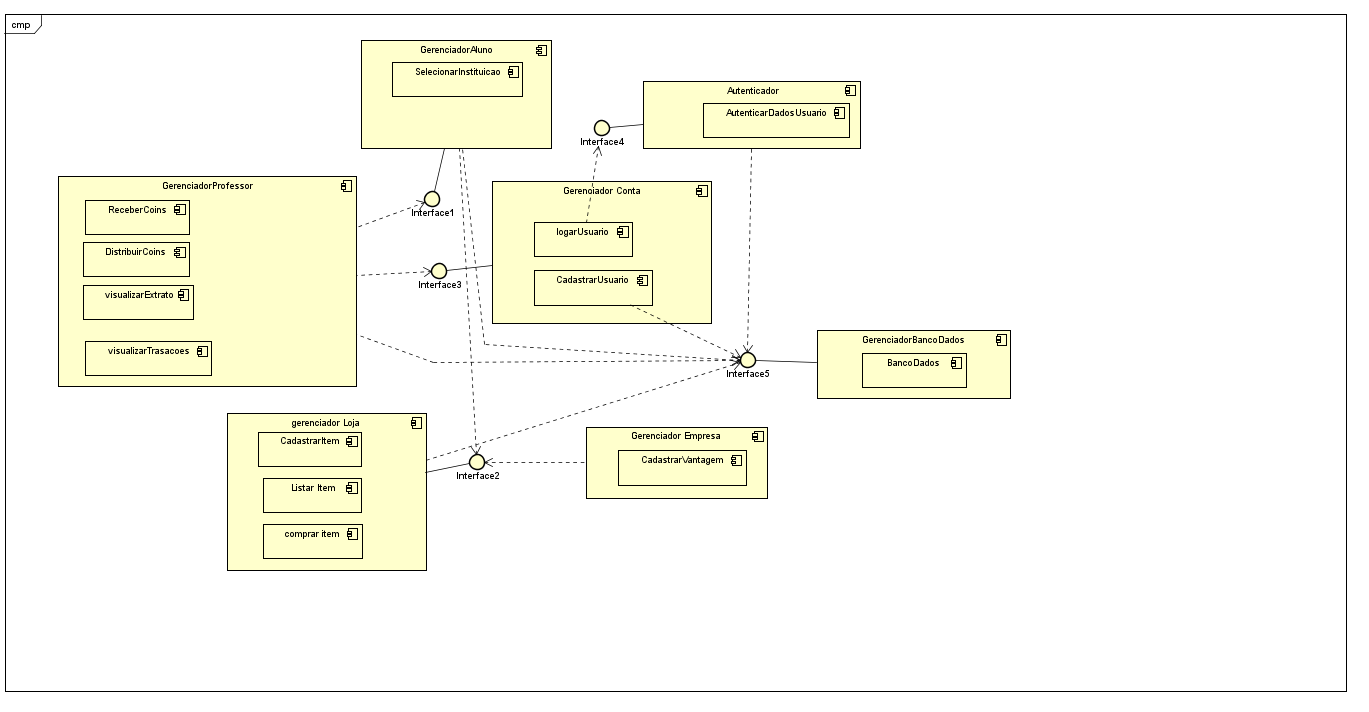 cmp
GerenciadorAluno
SelecionarInstituicao
Autenticador
AutenticarDadosUsuario
Interface4
GerenciadorProfessor
ReceberCoins
DistribuirCoins
visualizarExtrato
visualizarTrasacoes
Interface1
Gerenciador Conta
logarUsuario
CadastrarUsuario
Interface3
Interface5
GerenciadorBancoDados
BancoDados
gerenciador Loja
CadastrarItem
Listar Item
comprar item
Interface2
Gerenciador Empresa
CadastrarVantagem